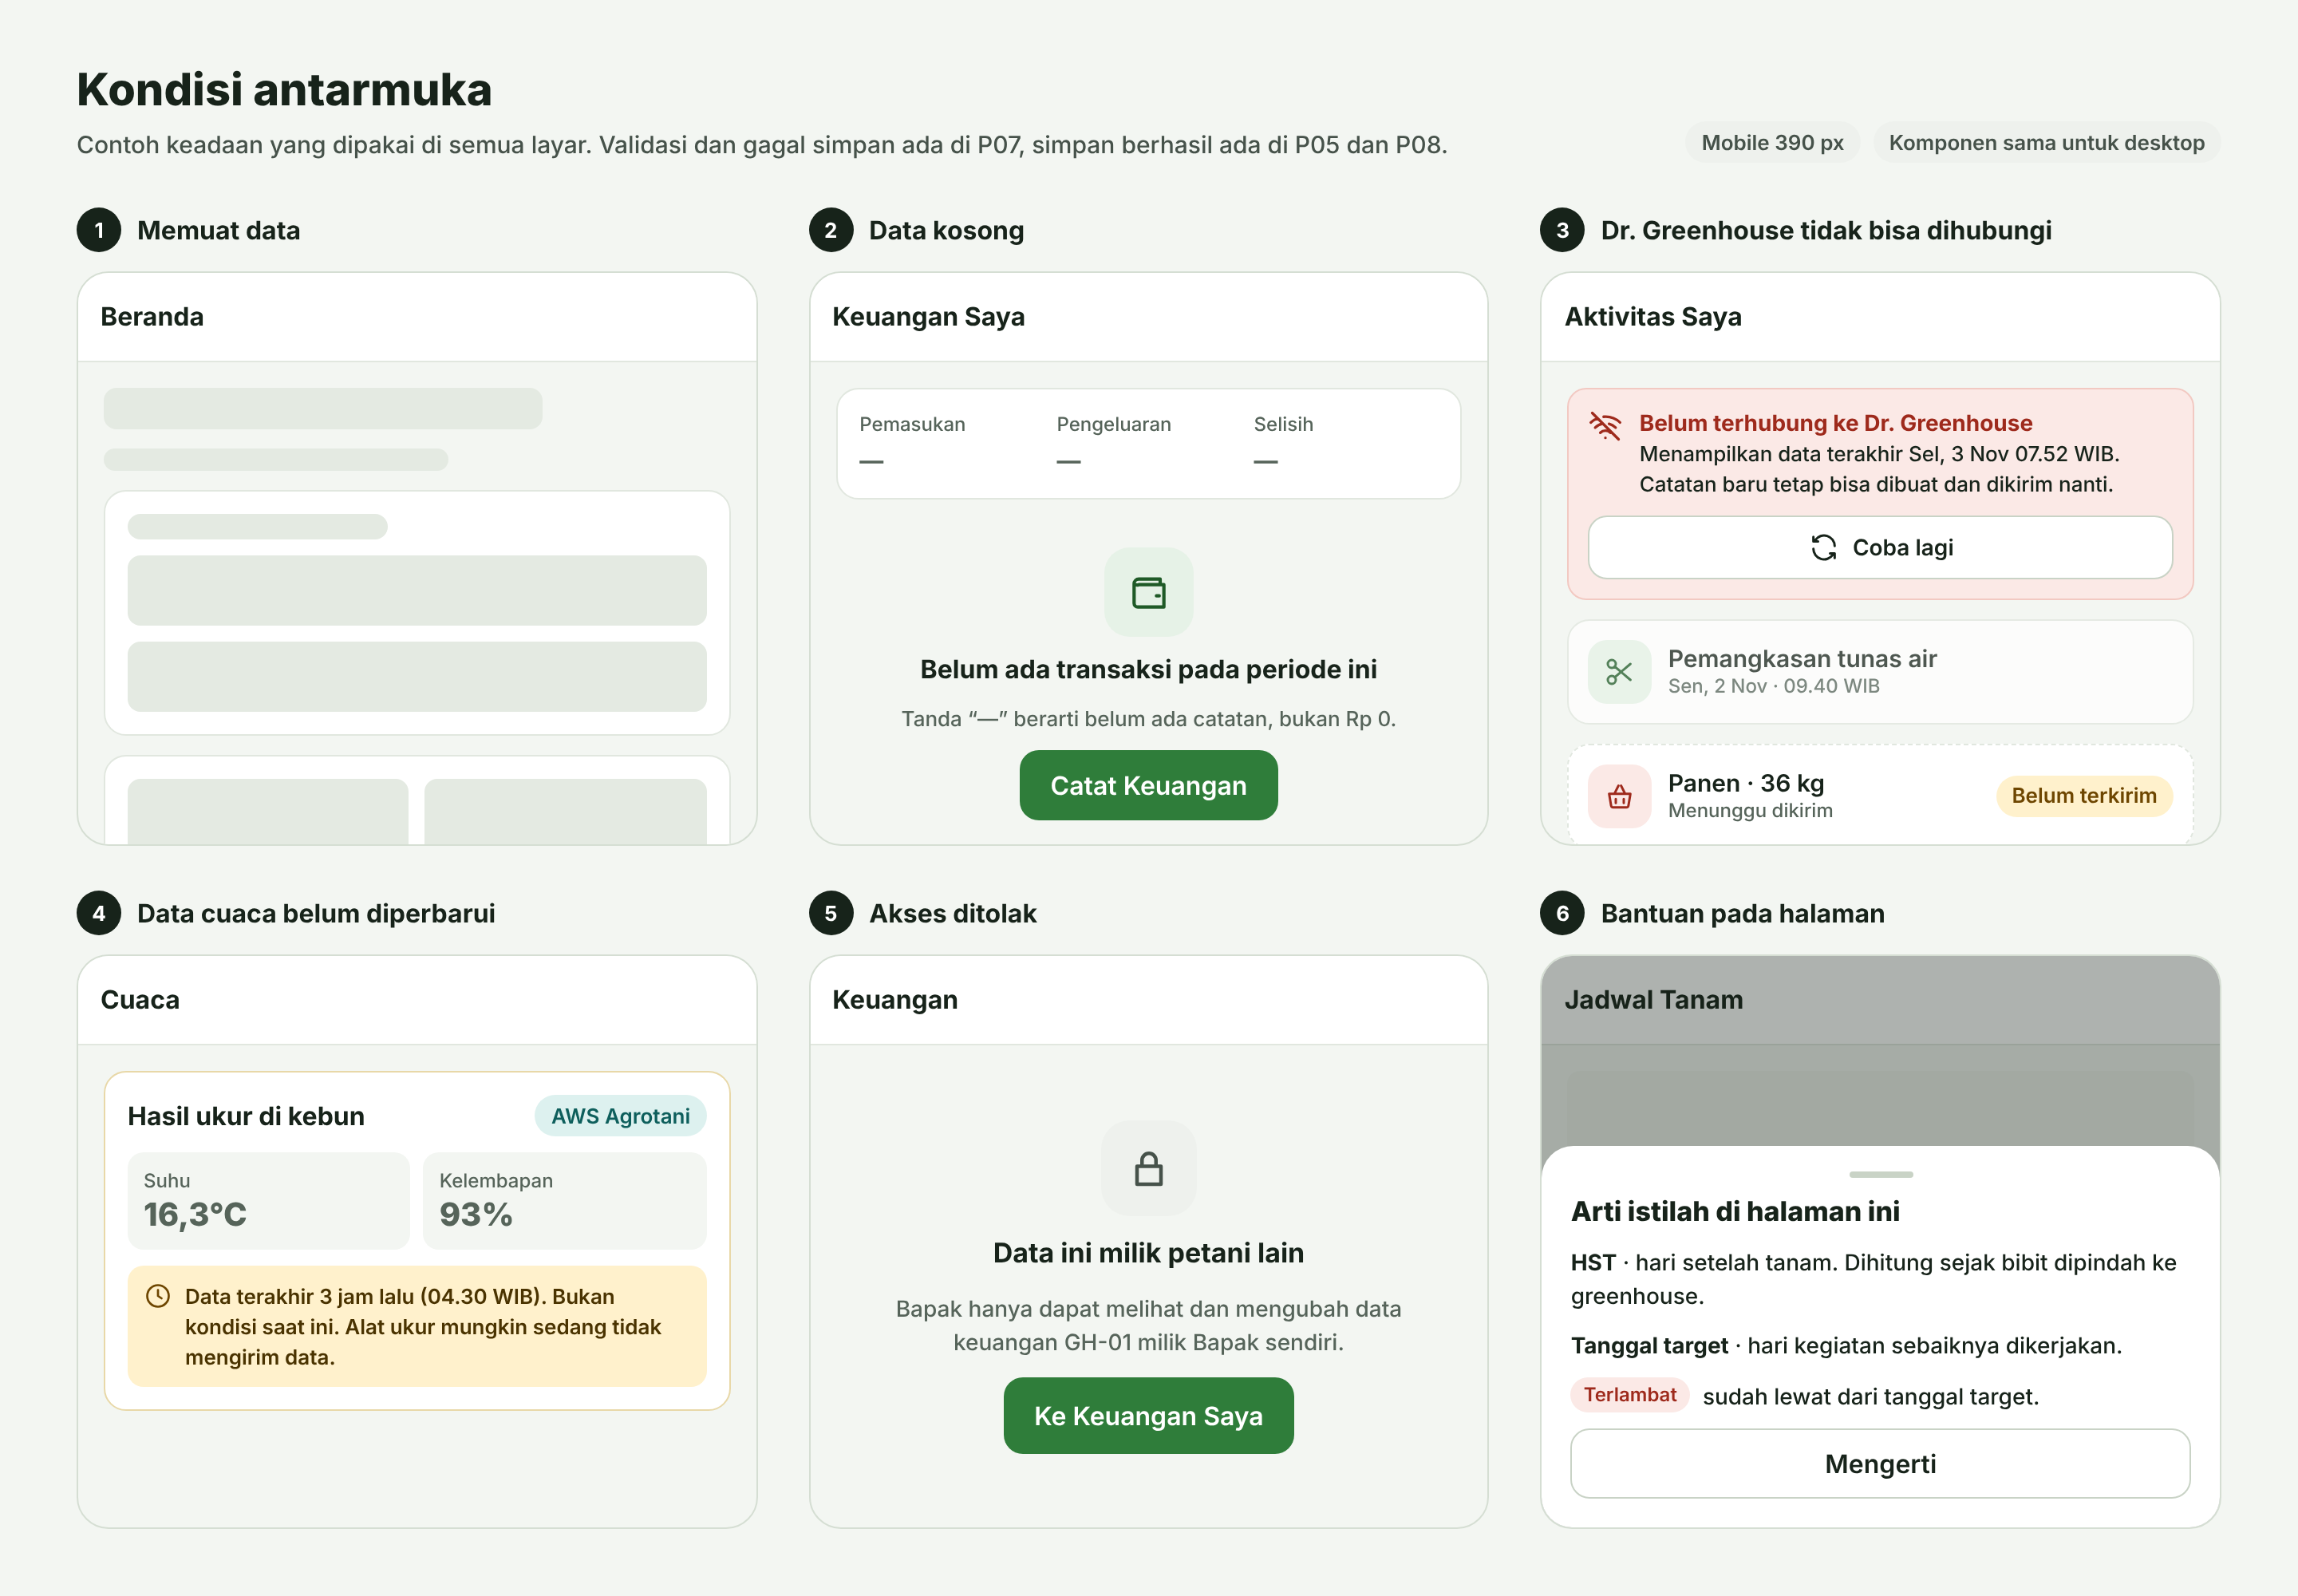 Kondisi antarmuka
Contoh keadaan yang dipakai di semua layar. Validasi dan gagal simpan ada di P07, simpan berhasil ada di P05 dan P08.
Mobile 390 px
Komponen sama untuk desktop
1 Memuat data
Beranda
2 Data kosong
Keuangan Saya
Pemasukan Pengeluaran Selisih
— — —
Belum ada transaksi pada periode ini
Tanda “—” berarti belum ada catatan, bukan Rp 0.
Catat Keuangan
3 Dr. Greenhouse tidak bisa dihubungi
Aktivitas Saya
Belum terhubung ke Dr. Greenhouse
Menampilkan data terakhir Sel, 3 Nov 07.52 WIB.
Catatan baru tetap bisa dibuat dan dikirim nanti.
Coba lagi
Pemangkasan tunas air
Sen, 2 Nov · 09.40 WIB
Panen · 36 kg
Menunggu dikirim
Belum terkirim
4 Data cuaca belum diperbarui
Cuaca
Hasil ukur di kebun
AWS Agrotani
Suhu
16,3°C
Kelembapan
93%
Data terakhir 3 jam lalu (04.30 WIB). Bukan
kondisi saat ini. Alat ukur mungkin sedang tidak
mengirim data.
5 Akses ditolak
Keuangan
Data ini milik petani lain
Bapak hanya dapat melihat dan mengubah data
keuangan GH-01 milik Bapak sendiri.
Ke Keuangan Saya
6 Bantuan pada halaman
Jadwal Tanam
Arti istilah di halaman ini
HST · hari setelah tanam. Dihitung sejak bibit dipindah ke
greenhouse.
Tanggal target · hari kegiatan sebaiknya dikerjakan.
Terlambat sudah lewat dari tanggal target.
Mengerti